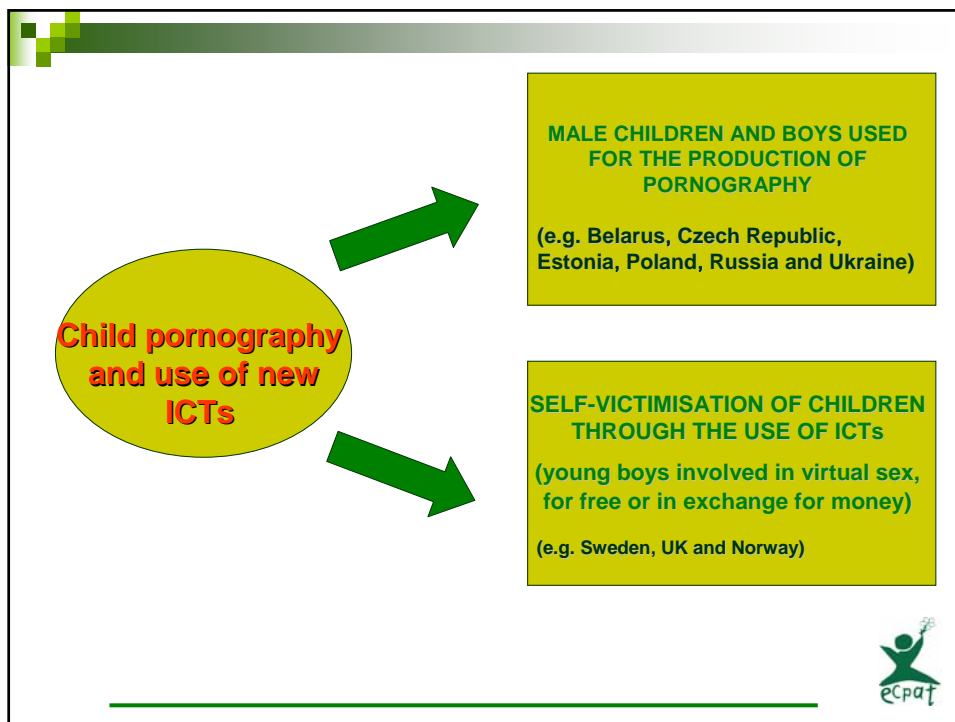 Child pornography
and use of new
ICTs
MALE CHILDREN AND BOYS USED
FOR THE PRODUCTION OF
PORNOGRAPHY
(e.g. Belarus, Czech Republic,
Estonia, Poland, Russia and Ukraine)
SELF-VICTIMISATION OF CHILDREN
THROUGH THE USE OF ICTs
(young boys involved in virtual sex,
for free or in exchange for money)
(e.g. Sweden, UK and Norway)
eCpat